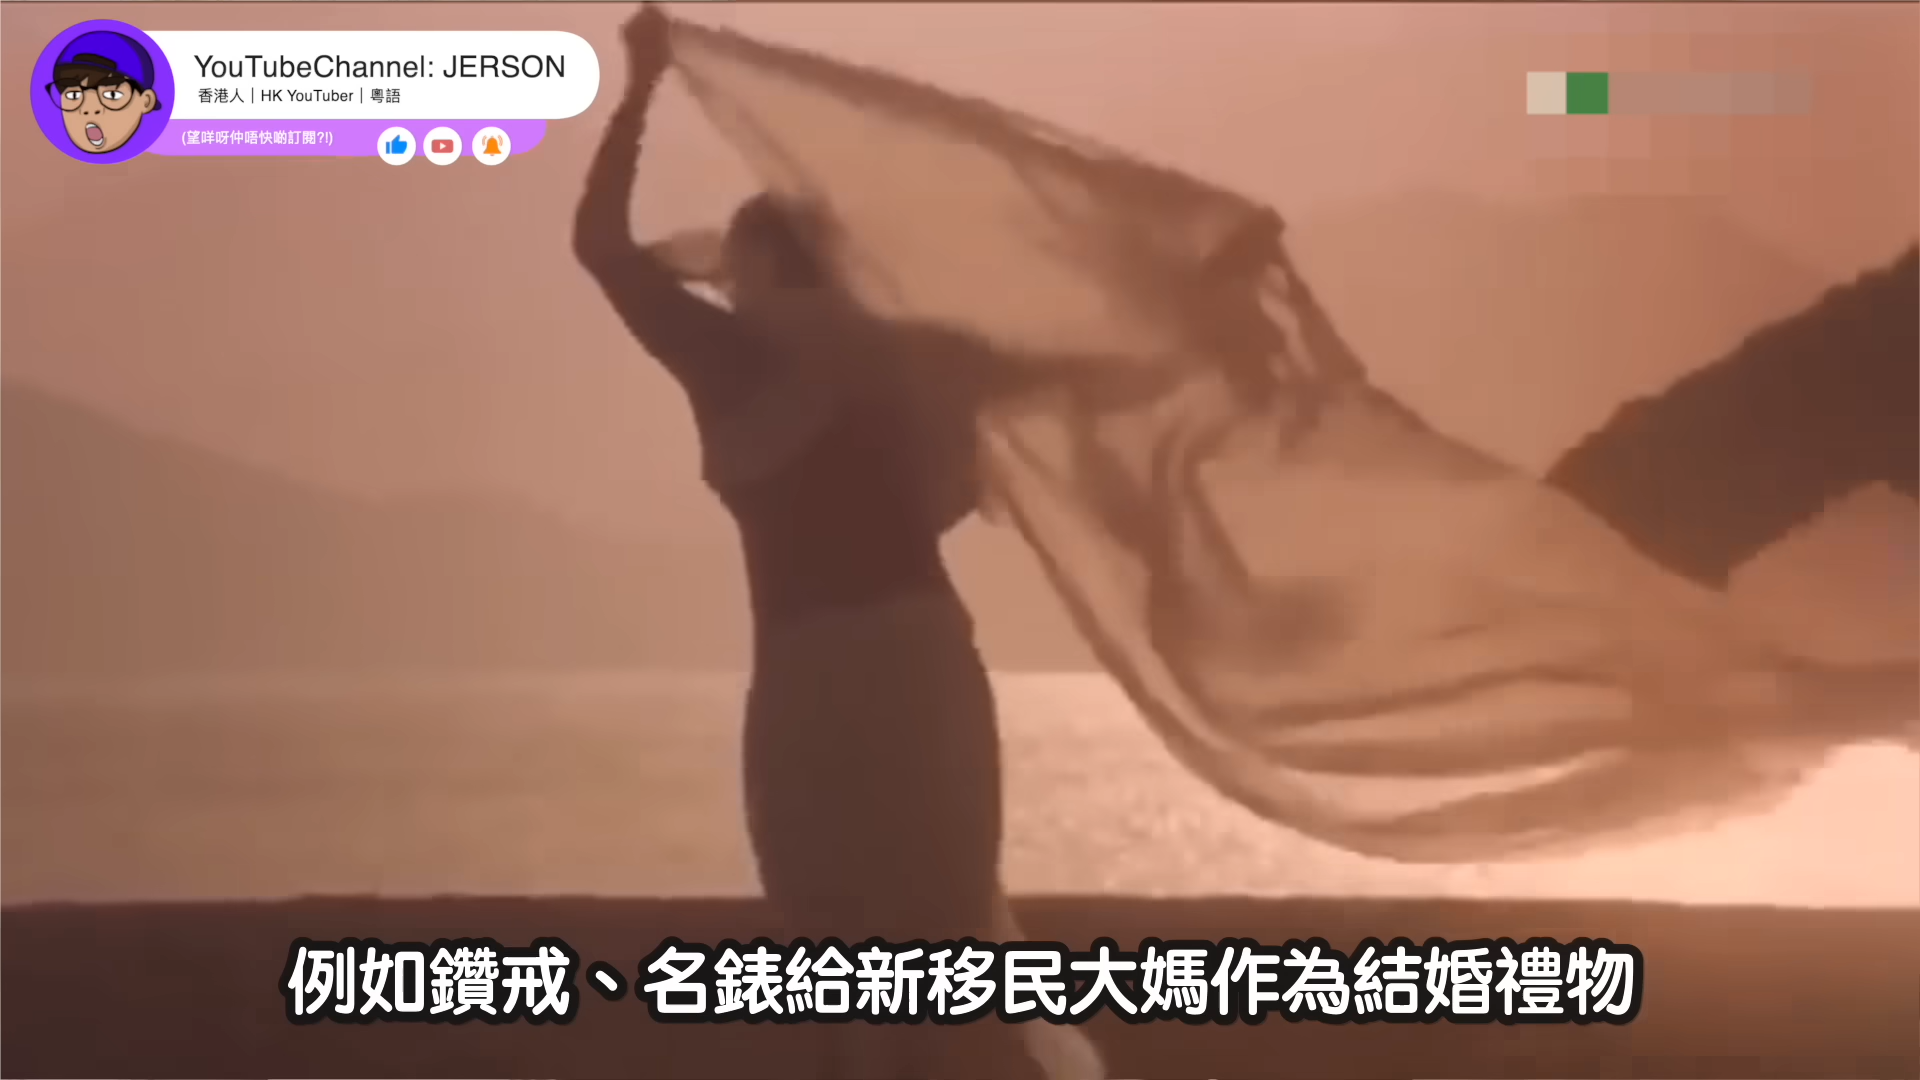 YouTubeChannel: JERSON
香港人｜HK YouTuber｜粵語
(望咩呀仲唔快啲訂閱?!)
例如鑽戒、名錶給新移民大媽作為結婚禮物